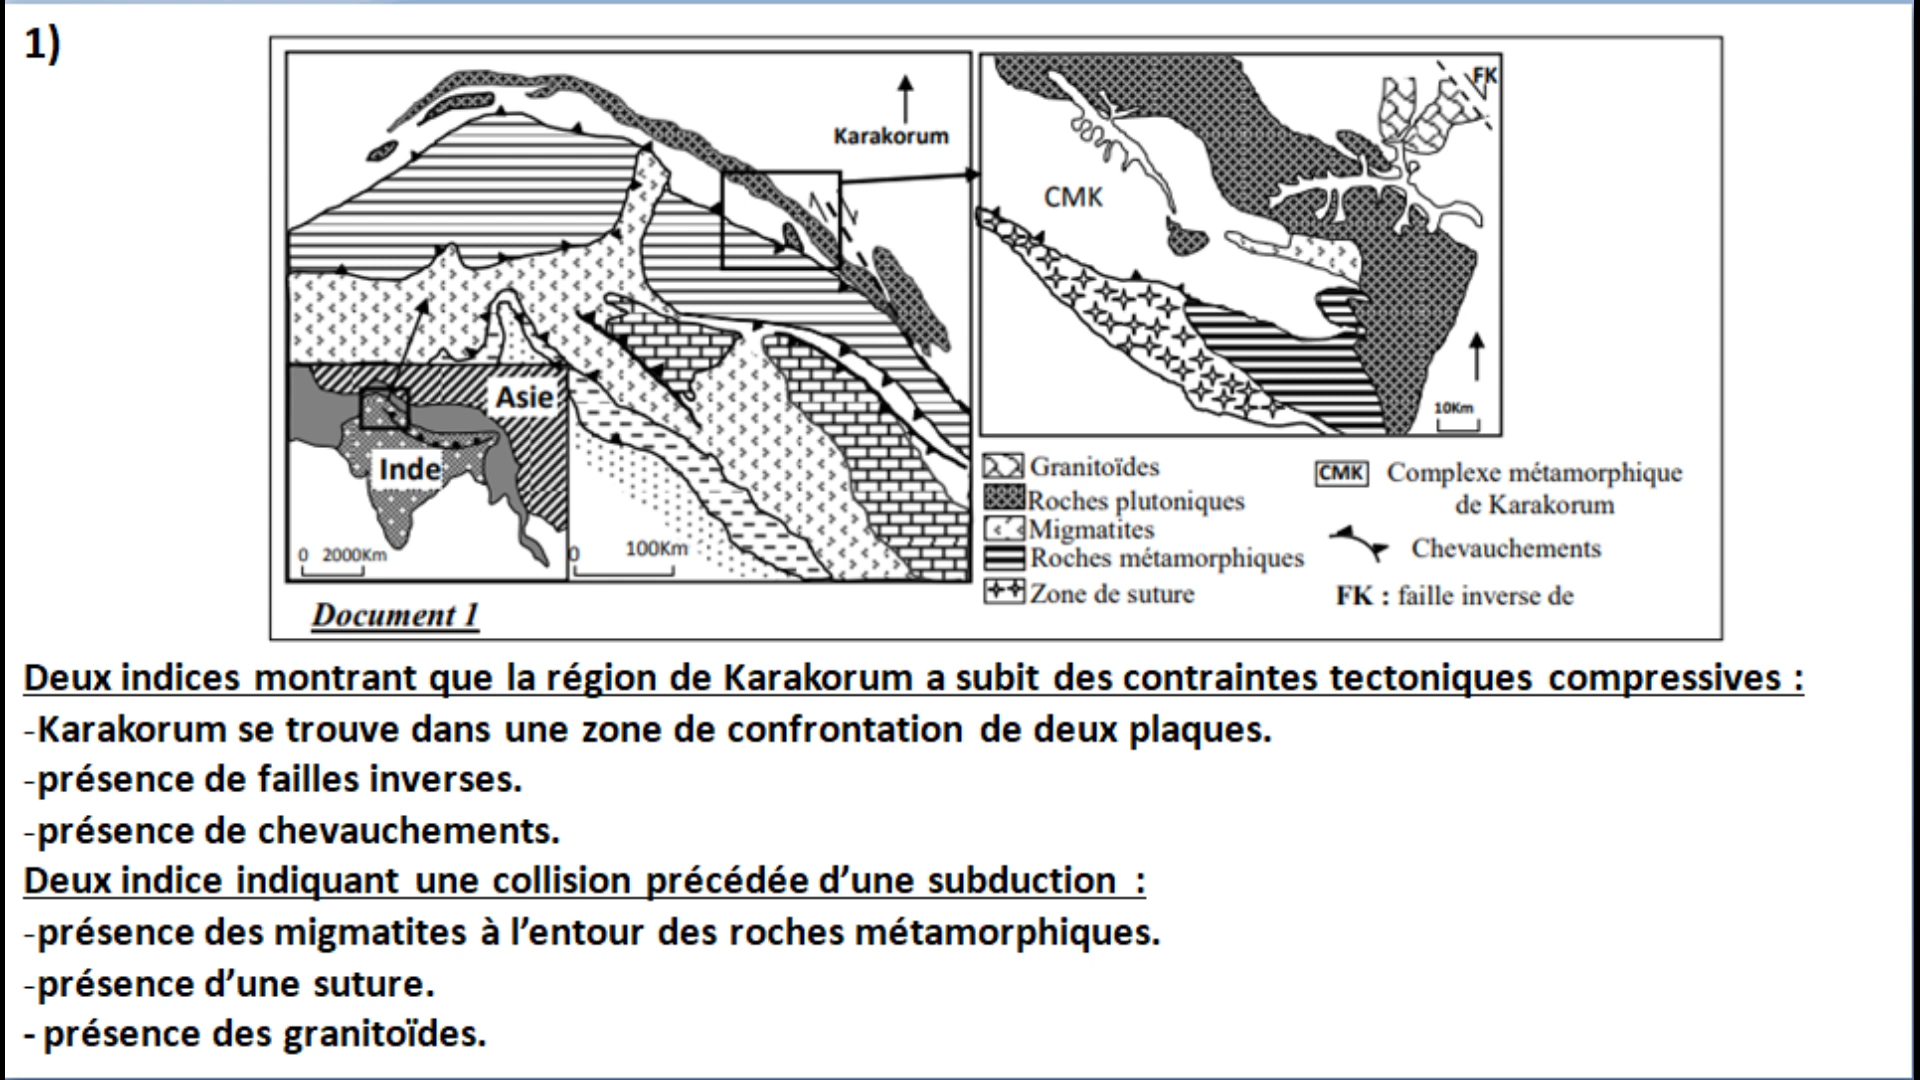 1)
Karakorum
Asie
Inde
0 2000Km
0 100Km
FK
CMK
10Km
Granitoïdes
Roches plutoniques
Migmatites
Roches métamorphiques
Zone de suture
CMK Complexe métamorphique
de Karakorum
Chevauchements
FK : faille inverse de
Document 1
Deux indices montrant que la région de Karakorum a subit des contraintes tectoniques compressives :
-Karakorum se trouve dans une zone de confrontation de deux plaques.
-présence de failles inverses.
-présence de chevauchements.
Deux indice indiquant une collision précédée d’une subduction :
-présence des migmatites à l’entour des roches métamorphiques.
-présence d’une suture.
- présence des granitoïdes.